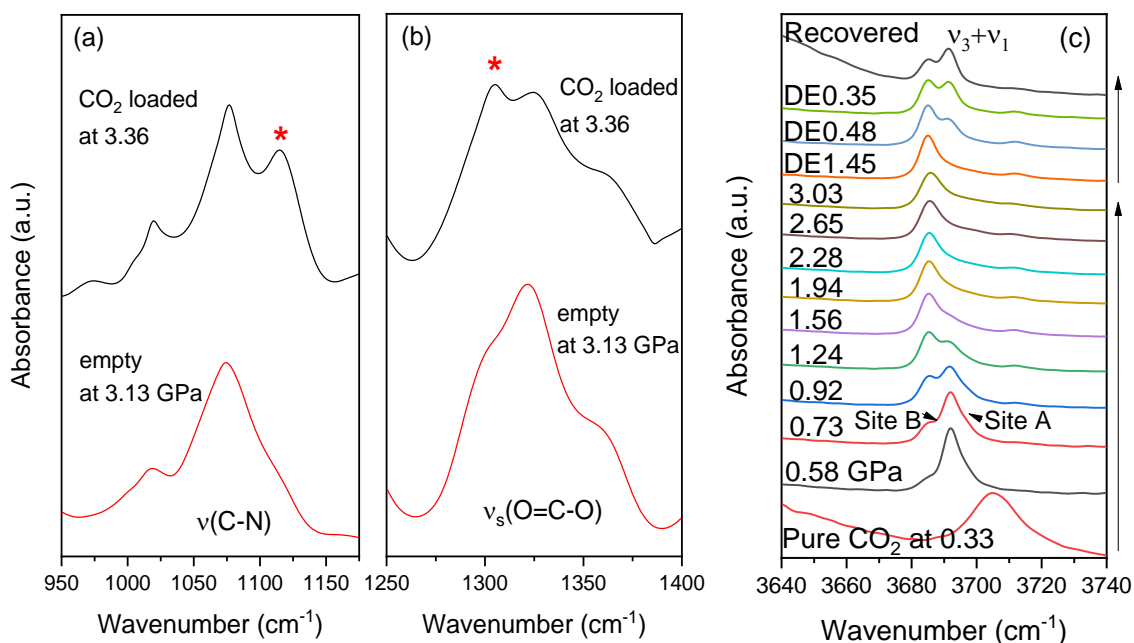 (a)
CO₂ loaded
at 3.36
*
empty
at 3.13 GPa
ν(C-N)
950 1000 1050 1100 1150
Wavenumber (cm⁻¹)
Absorbance (a.u.)
(b)
*
CO₂ loaded
at 3.36
empty
at 3.13 GPa
νₛ(O=C-O)
1250 1300 1350 1400
Wavenumber (cm⁻¹)
(c)
Recovered
ν₃+ν₁
DE0.35
DE0.48
DE1.45
3.03
2.65
2.28
1.94
1.56
1.24
0.92
0.73
Site B
Site A
0.58 GPa
Pure CO₂ at 0.33
3640 3660 3680 3700 3720 3740
Wavenumber (cm⁻¹)
Absorbance (a.u.)